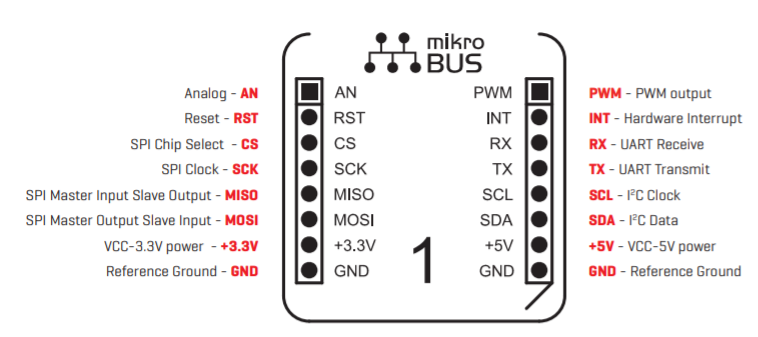 mikro
BUS
Analog - AN
Reset - RST
SPI Chip Select - CS
SPI Clock - SCK
SPI Master Input Slave Output - MISO
SPI Master Output Slave Input - MOSI
VCC-3.3V power - +3.3V
Reference Ground - GND
AN
RST
CS
SCK
MISO
MOSI
+3.3V
GND
1
PWM
INT
RX
TX
SCL
SDA
+5V
GND
PWM - PWM output
INT - Hardware Interrupt
RX - UART Receive
TX - UART Transmit
SCL - I²C Clock
SDA - I²C Data
+5V - VCC-5V power
GND - Reference Ground